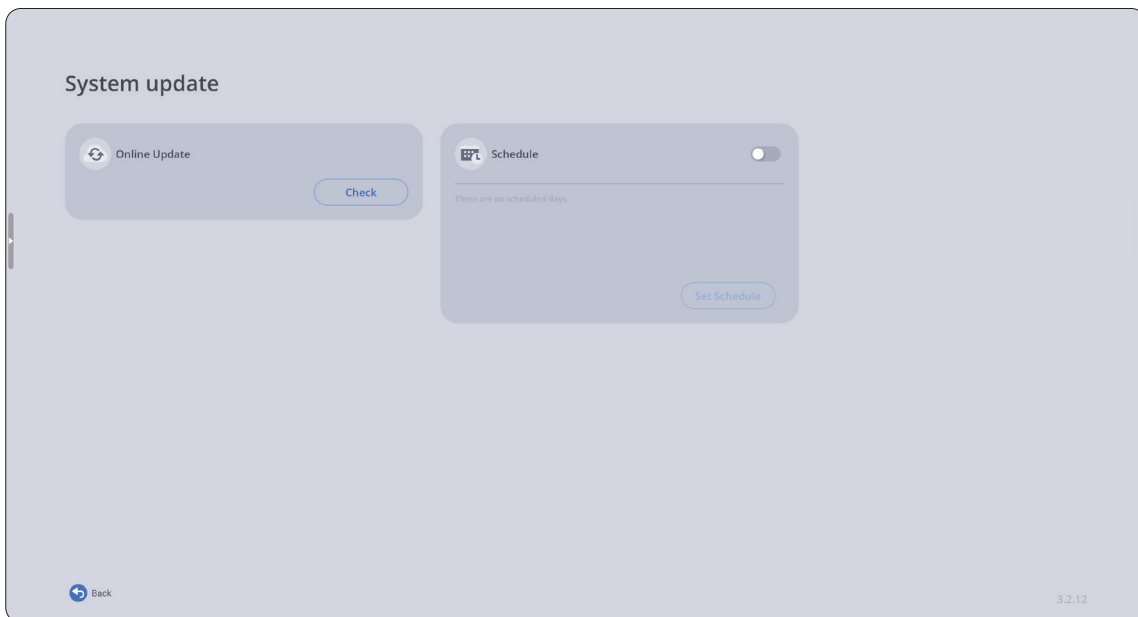 System update
Online Update
Check
Schedule
There are no scheduled days.
Set Schedule
Back
3.2.12